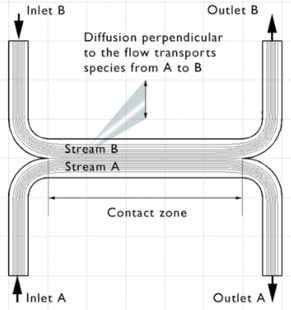 Inlet B
Outlet B
Diffusion perpendicular
to the flow transports
species from A to B
Stream B
Stream A
Contact zone
Inlet A
Outlet A